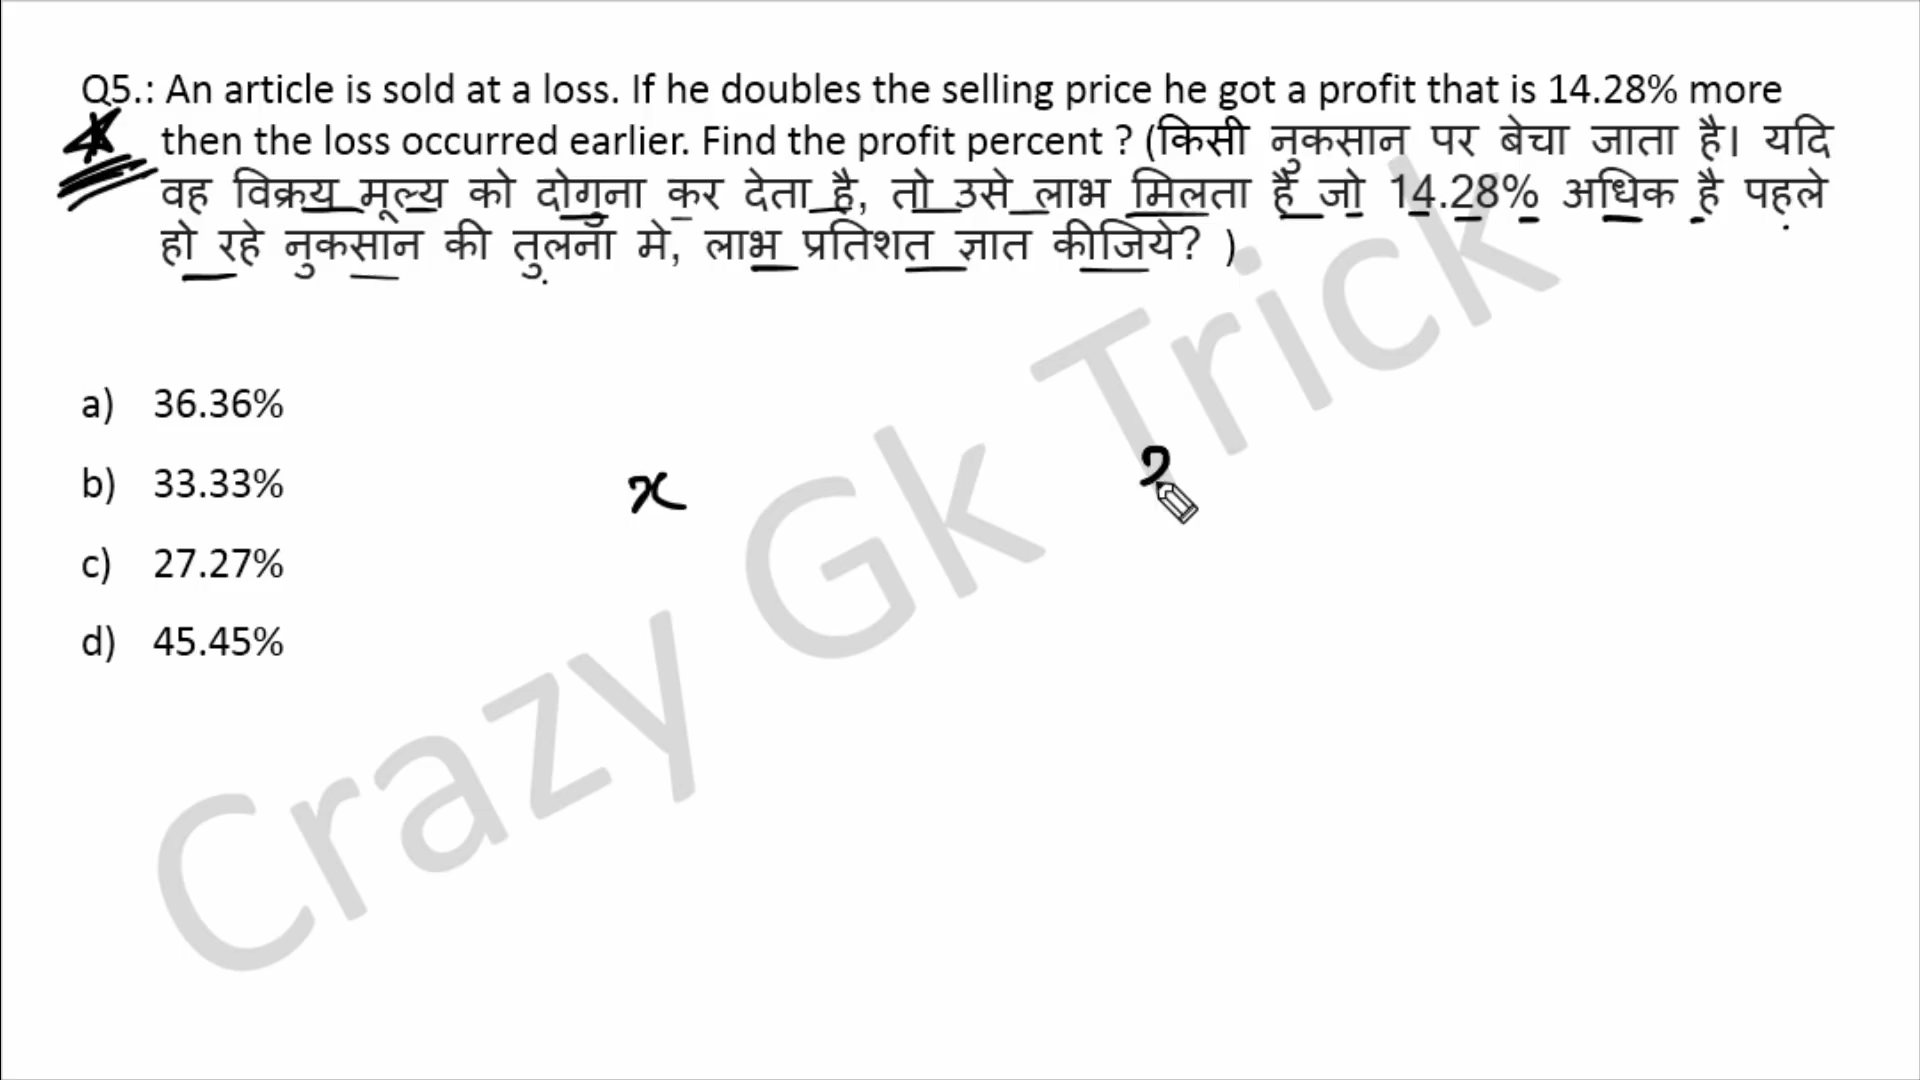 Q5.: An article is sold at a loss. If he doubles the selling price he got a profit that is 14.28% more
then the loss occurred earlier. Find the profit percent ? (किसी नुकसान पर बेचा जाता है। यदि
वह विक्रय मूल्य को दोगुना कर देता है, तो उसे लाभ मिलता है जो 14.28% अधिक है पहले
हो रहे नुकसान की तुलना मे, लाभ प्रतिशत ज्ञात कीजिये? )
a) 36.36%
b) 33.33%
c) 27.27%
d) 45.45%
x 2
Crazy Gk Trick